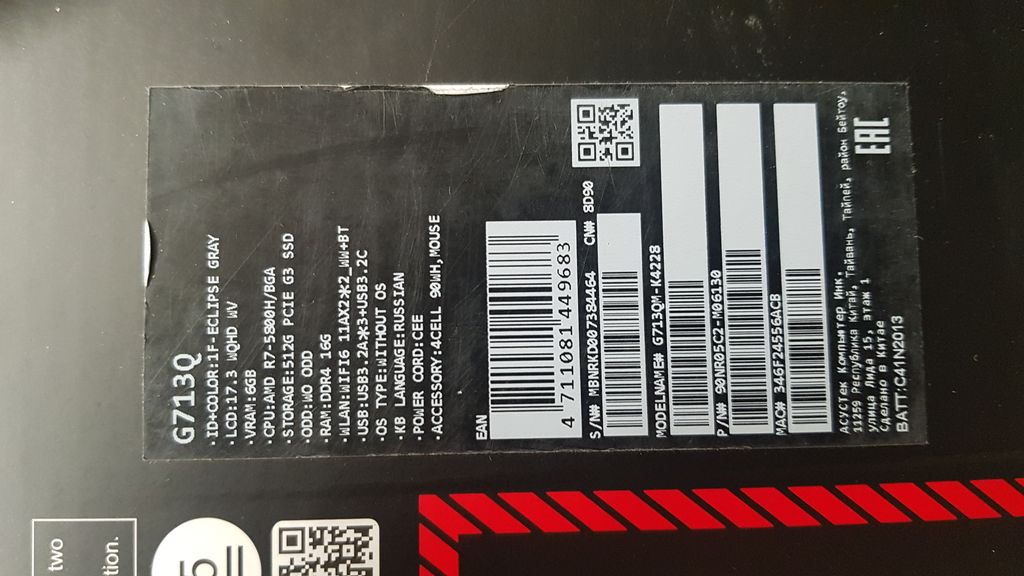 G713Q
·ID-COLOR:1F-ECLIPSE GRAY
·LCD:17.3 WQHD WV
·VRAM:6GB
·CPU:AMD R7-5800H/BGA
·STORAGE:512G PCIE G3 SSD
·ODD:WO ODD
·RAM:DDR4 16G
·WLAN:WIFI6 11AX2*2_WW+BT
·USB:USB3.2A*3+USB3.2C
·OS TYPE:WITHOUT OS
·KB LANGUAGE:RUSSIAN
·POWER CORD:CEE
·ACCESSORY:4CELL 90WH,MOUSE
EAN
4 711081 449683
S/N# MBNRKD007384464 CN# 8D90
MODELNAME# G713QM-K4228
P/N# 90NR05C2-M06130
MAC# 346F24556ACB
Асустек Компьютер Инк.
11259 Республика Китай, Тайвань, Тайпей, район Бейтоу,
улица Лиде 15, этаж 1
Сделано в Китае
EAC
BATT:C41N2013
two
tion.
5